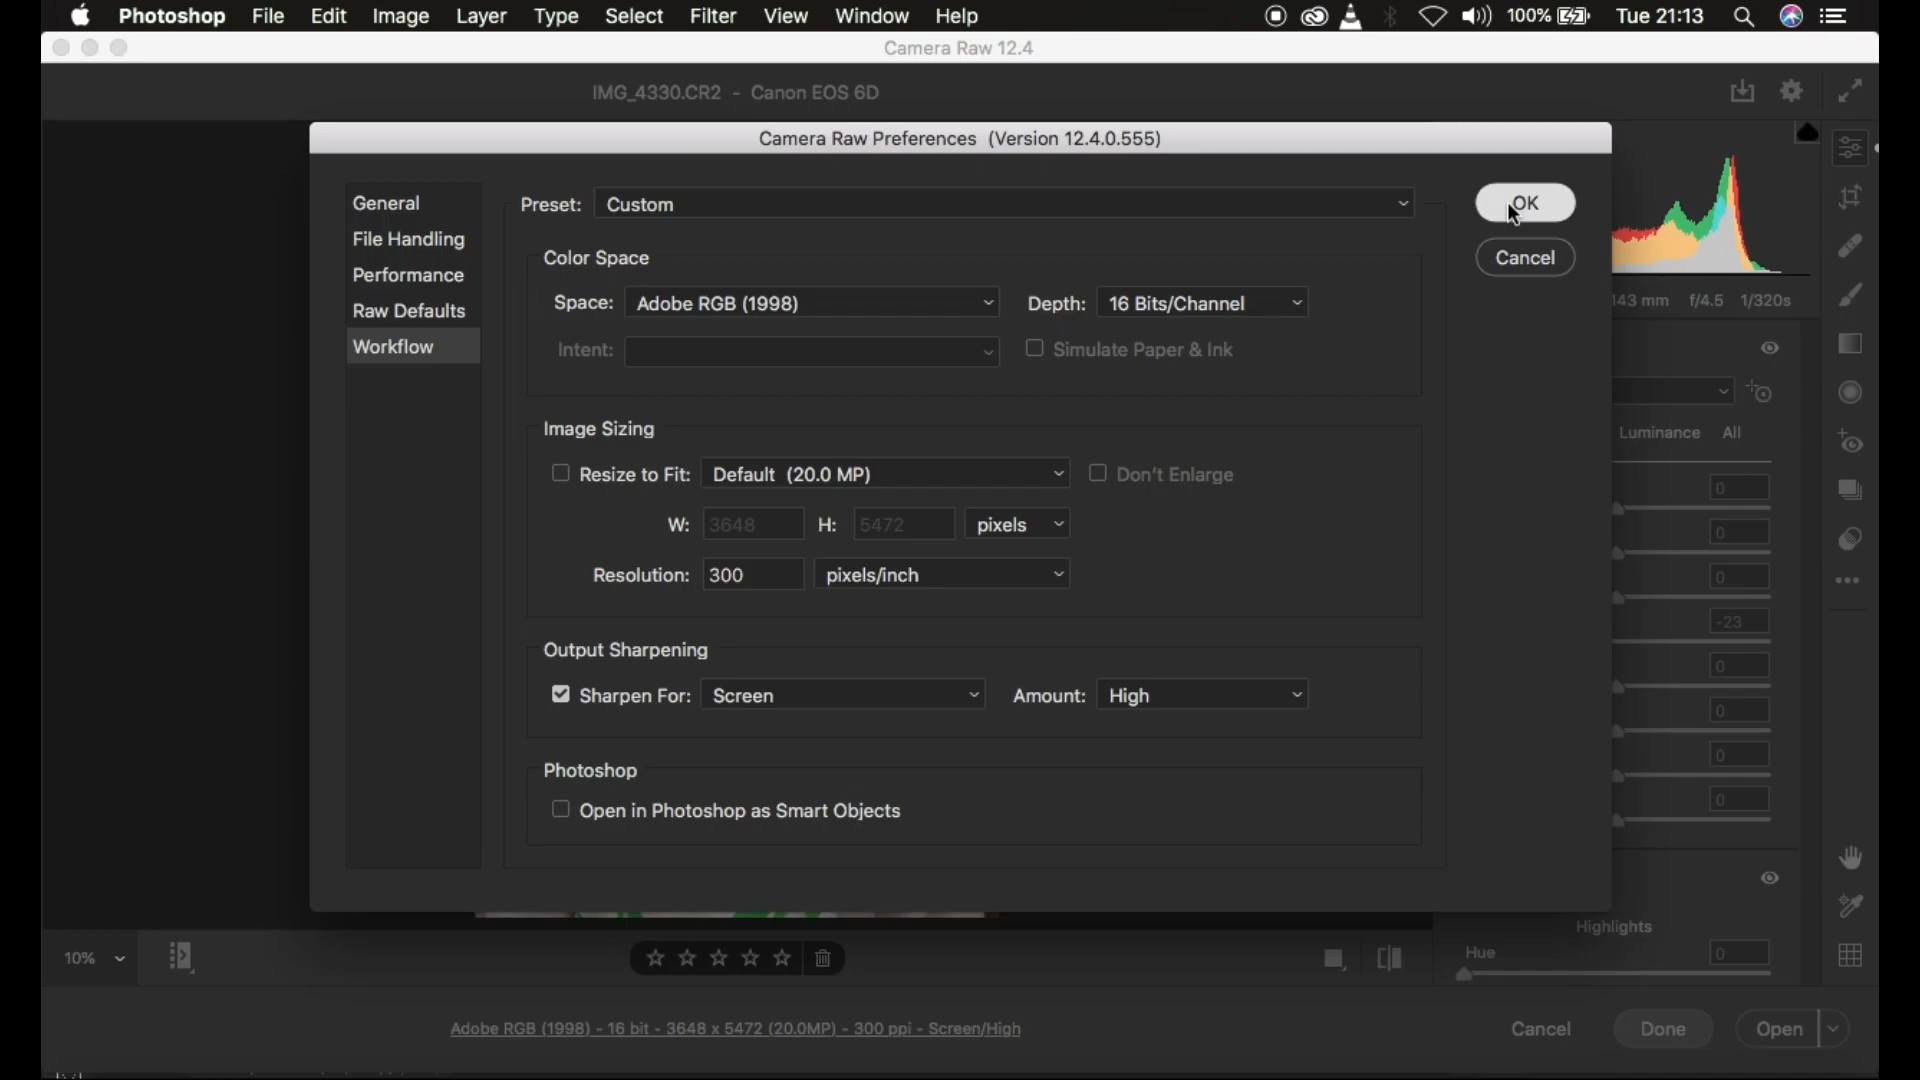 Photoshop File Edit Image Layer Type Select Filter View Window Help 100% Tue 21:13
Camera Raw 12.4
IMG_4330.CR2 - Canon EOS 6D
Camera Raw Preferences (Version 12.4.0.555)
General
File Handling
Performance
Raw Defaults
Workflow
Preset: Custom
OK
Cancel
Color Space
Space: Adobe RGB (1998) Depth: 16 Bits/Channel
Intent: Simulate Paper & Ink
Image Sizing
Resize to Fit: Default (20.0 MP) Don't Enlarge
W: 3648 H: 5472 pixels
Resolution: 300 pixels/inch
Output Sharpening
Sharpen For: Screen Amount: High
Photoshop
Open in Photoshop as Smart Objects
143 mm f/4.5 1/320s
Luminance All
0
0
0
-23
0
0
0
0
Highlights
Hue 0
10%
Adobe RGB (1998) - 16 bit - 3648 x 5472 (20.0MP) - 300 ppi - Screen/High
Cancel Done Open